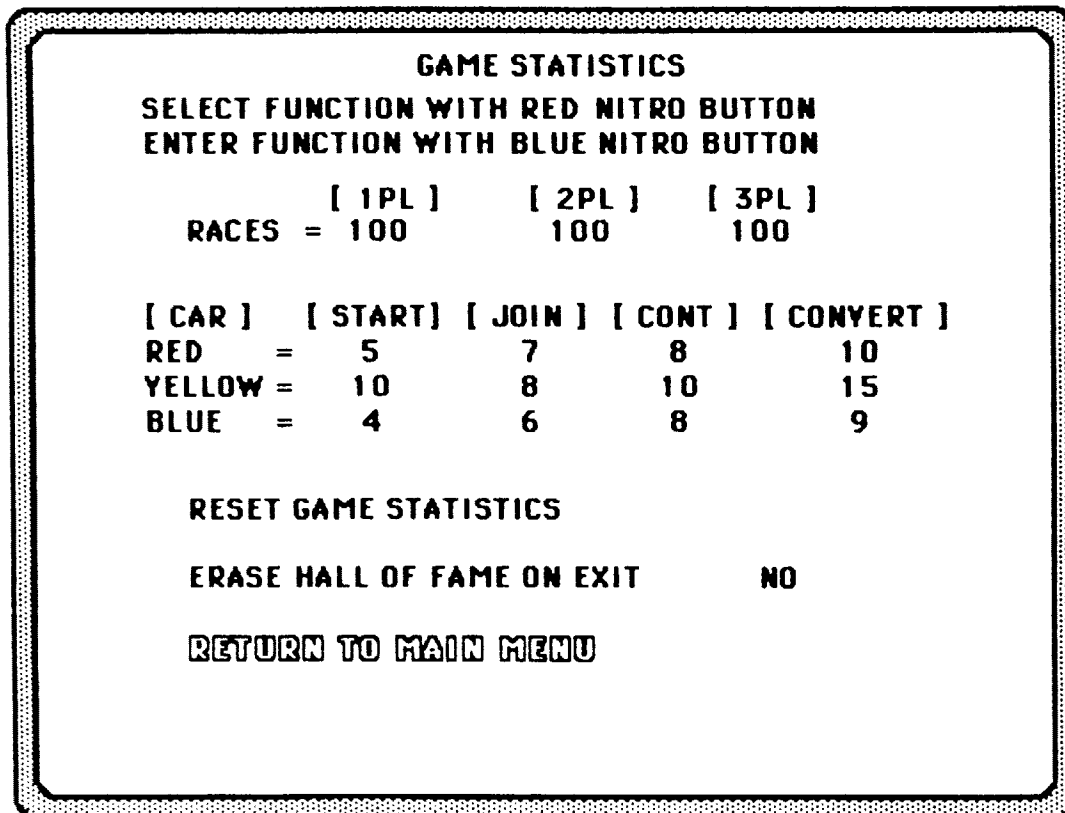 GAME STATISTICS
SELECT FUNCTION WITH RED NITRO BUTTON
ENTER FUNCTION WITH BLUE NITRO BUTTON
[ 1PL ] [ 2PL ] [ 3PL ]
RACES = 100 100 100
[ CAR ] [ START] [ JOIN ] [ CONT ] [ CONVERT ]
RED = 5 7 8 10
YELLOW = 10 8 10 15
BLUE = 4 6 8 9
RESET GAME STATISTICS
ERASE HALL OF FAME ON EXIT NO
RETURN TO MAIN MENU